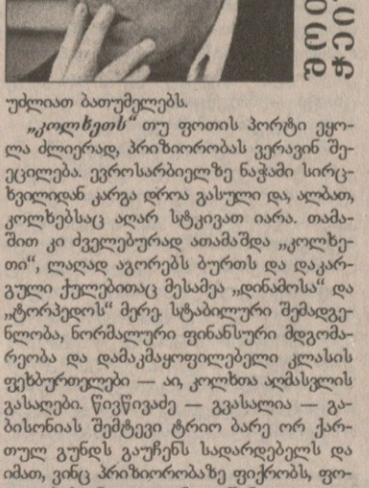 უძლიათ ბათუმელებს.
„კოლხეთს“ თუ ფოთის პორტი ეყო-
ლა ძლიერად, პრიზიორობას ვერავინ შე-
ეცილება. ევროსარბიელზე ნაჭამი სირც-
ხვილიდან კარგა დროა გასული და, ალბათ,
კოლხებსაც აღარ სტკივათ იარა. თამა-
შით კი ძველებურად ათამაშდა „კოლხე-
თი“, ლაღად აგორებს ბურთს და დაკარ-
გული ქულებითაც მესამეა „დინამოსა“ და
„ტორპედოს“ მერე. სტაბილური შემადგე-
ნლობა, ნორმალური ფინანსური მდგომა-
რეობა და დამაკმაყოფილებელი კლასის
ფეხბურთელები — აი, კოლხთა აღმასვლის
გასაღები. წივწივაძე — გვასალია — გა-
ბისონიას შემტევი ტრიო ბარე ორ ქარ-
თულ გუნდს გაუჩენს სადარდებელს და
იმათ, ვინც პრიზიორობაზე ფიქრობს, ფო-